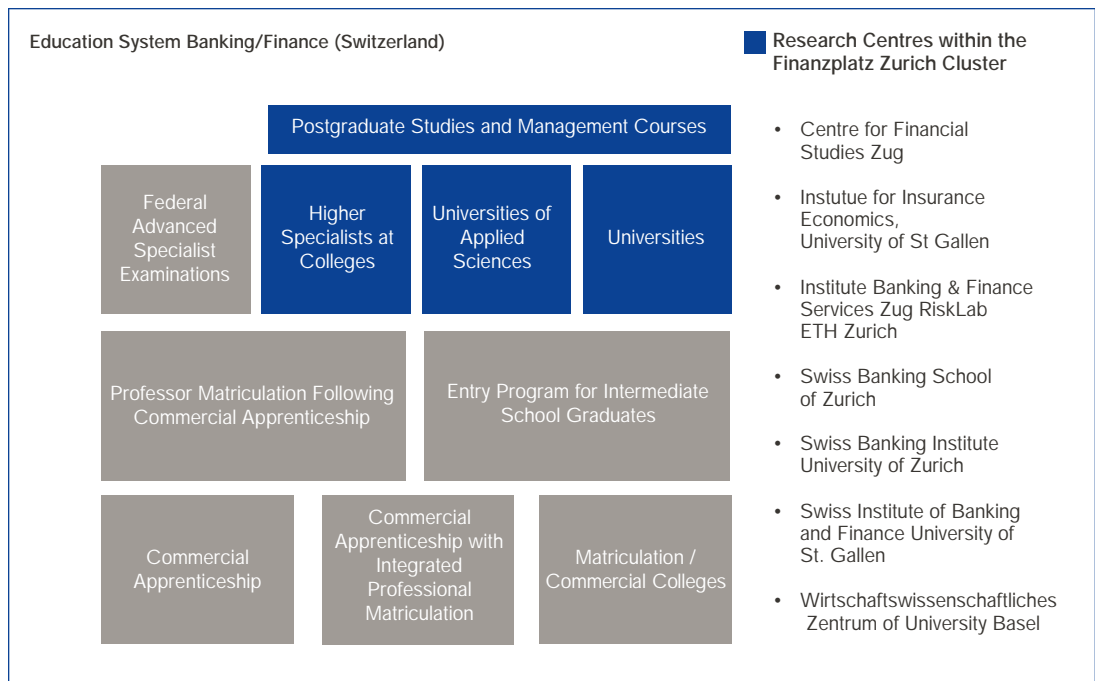 Education System Banking/Finance (Switzerland)
Postgraduate Studies and Management Courses
Federal
Advanced
Specialist
Examinations
Higher
Specialists at
Colleges
Universities of
Applied
Sciences
Universities
Professor Matriculation Following
Commercial Apprenticeship
Entry Program for Intermediate
School Graduates
Commercial
Apprenticeship
Commercial
Apprenticeship with
Integrated
Professional
Matriculation
Matriculation /
Commercial Colleges
Research Centres within the
Finanzplatz Zurich Cluster
• Centre for Financial
Studies Zug
• Instutue for Insurance
Economics,
University of St Gallen
• Institute Banking & Finance
Services Zug RiskLab
ETH Zurich
• Swiss Banking School
of Zurich
• Swiss Banking Institute
University of Zurich
• Swiss Institute of Banking
and Finance University of
St. Gallen
• Wirtschaftswissenschaftliches
Zentrum of University Basel